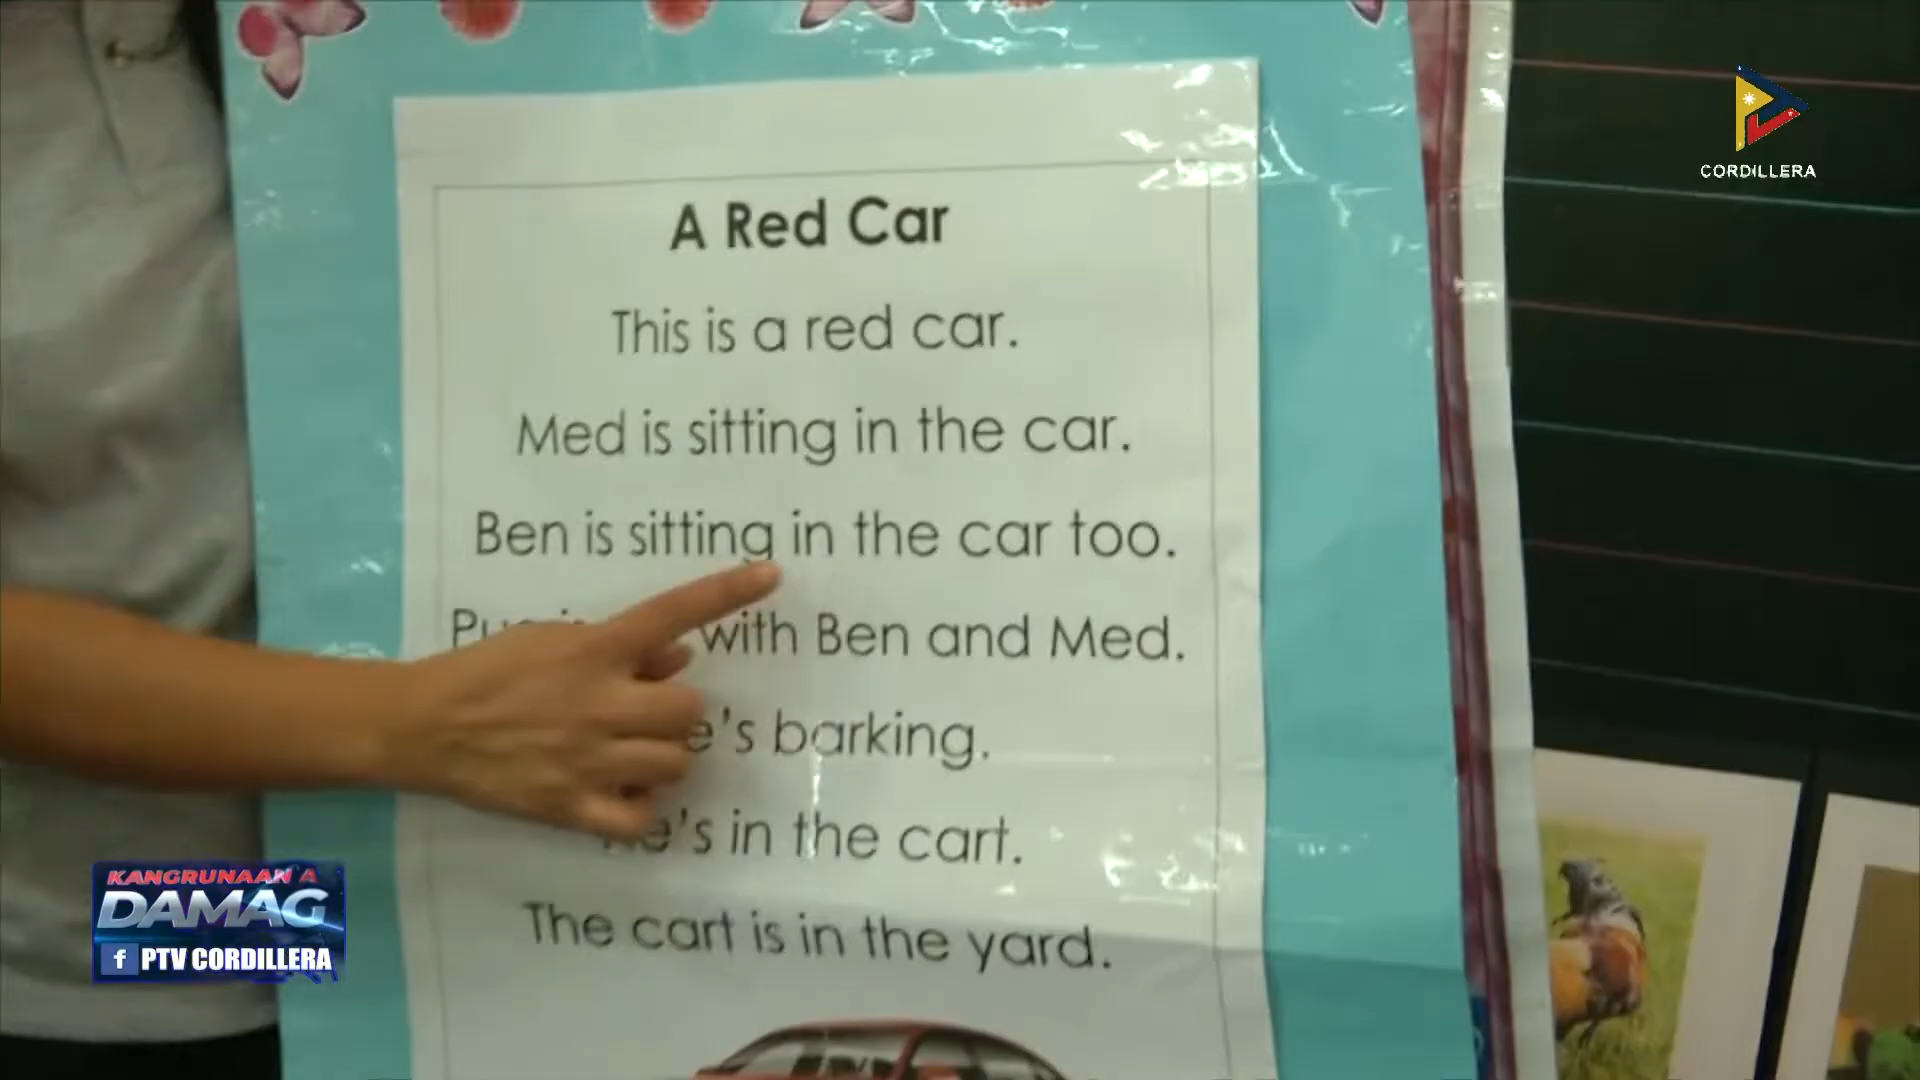 A Red Car
This is a red car.
Med is sitting in the car.
Ben is sitting in the car too.
with Ben and Med.
barking.
in the cart.
The cart is in the yard.
CORDILLERA
KANGRUNAAN A
DAMAG
f PTV CORDILLERA